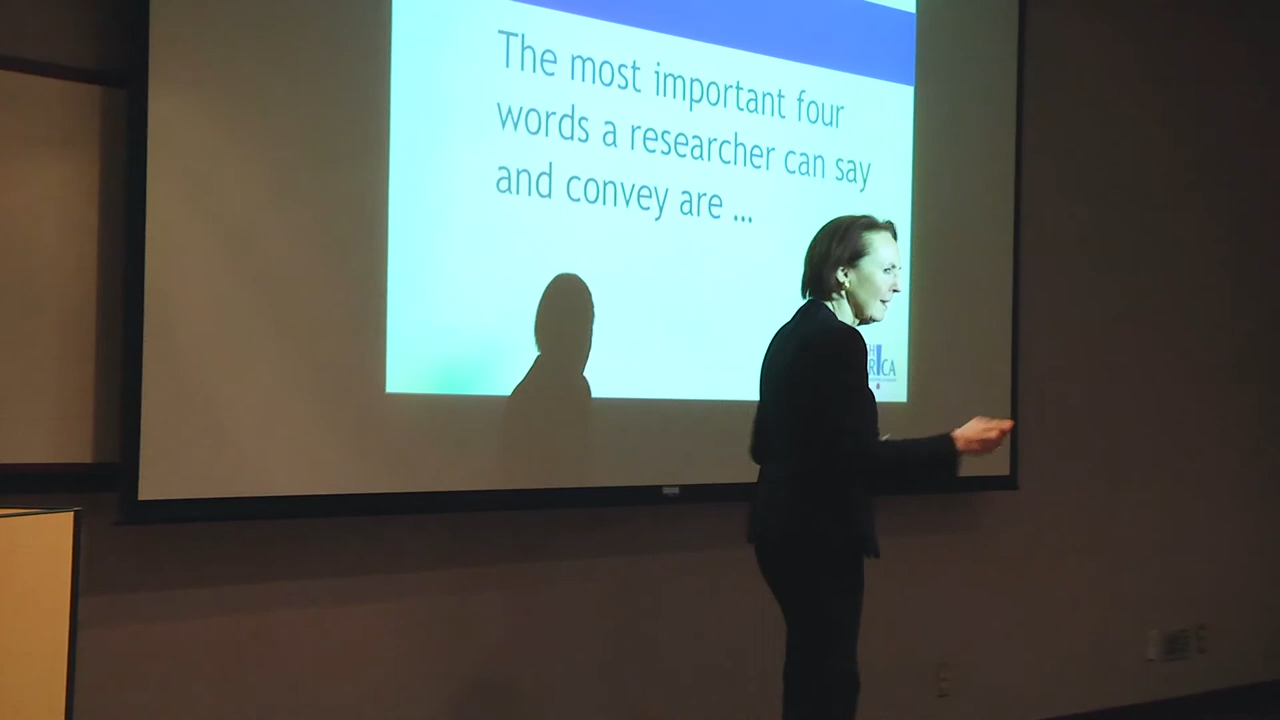 The most important four
words a researcher can say
and convey are ...